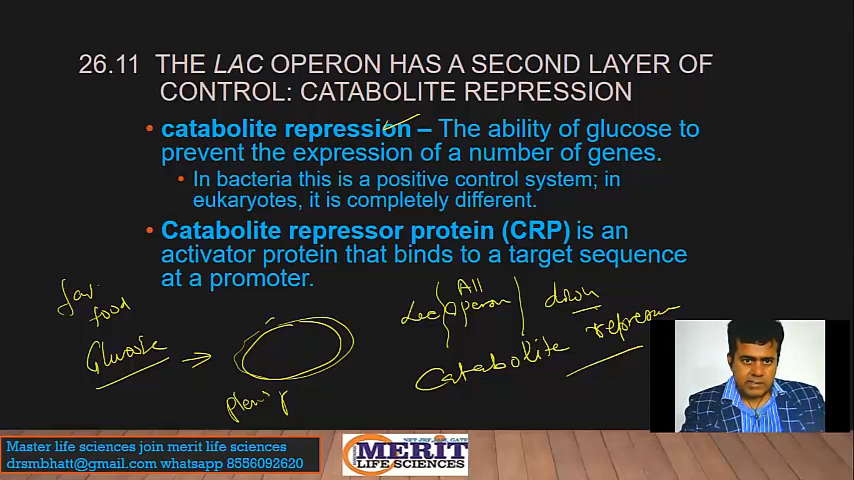 26.11 THE LAC OPERON HAS A SECOND LAYER OF
CONTROL: CATABOLITE REPRESSION
• catabolite repression – The ability of glucose to
prevent the expression of a number of genes.
• In bacteria this is a positive control system; in
eukaryotes, it is completely different.
• Catabolite repressor protein (CRP) is an
activator protein that binds to a target sequence
at a promoter.
fav.
food
Glucose
plenty
All
Lac Operon
down
Catabolite
Master life sciences join merit life sciences
drsmbhatt@gmail.com whatsapp 8556092620
MERIT
LIFE SCIENCES